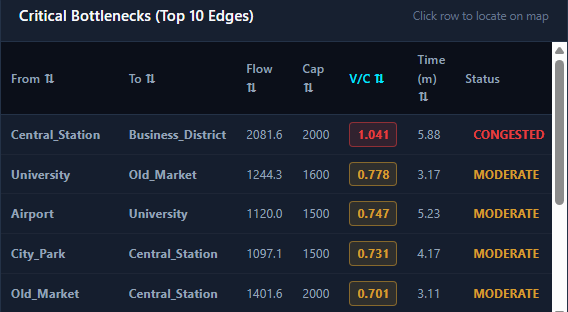 Critical Bottlenecks (Top 10 Edges) Click row to locate on map
From ⇅ To ⇅ Flow ⇅ Cap ⇅ V/C ⇅ Time (m) ⇅ Status
Central_Station Business_District 2081.6 2000 1.041 5.88 CONGESTED
University Old_Market 1244.3 1600 0.778 3.17 MODERATE
Airport University 1120.0 1500 0.747 5.23 MODERATE
City_Park Central_Station 1097.1 1500 0.731 4.17 MODERATE
Old_Market Central_Station 1401.6 2000 0.701 3.11 MODERATE